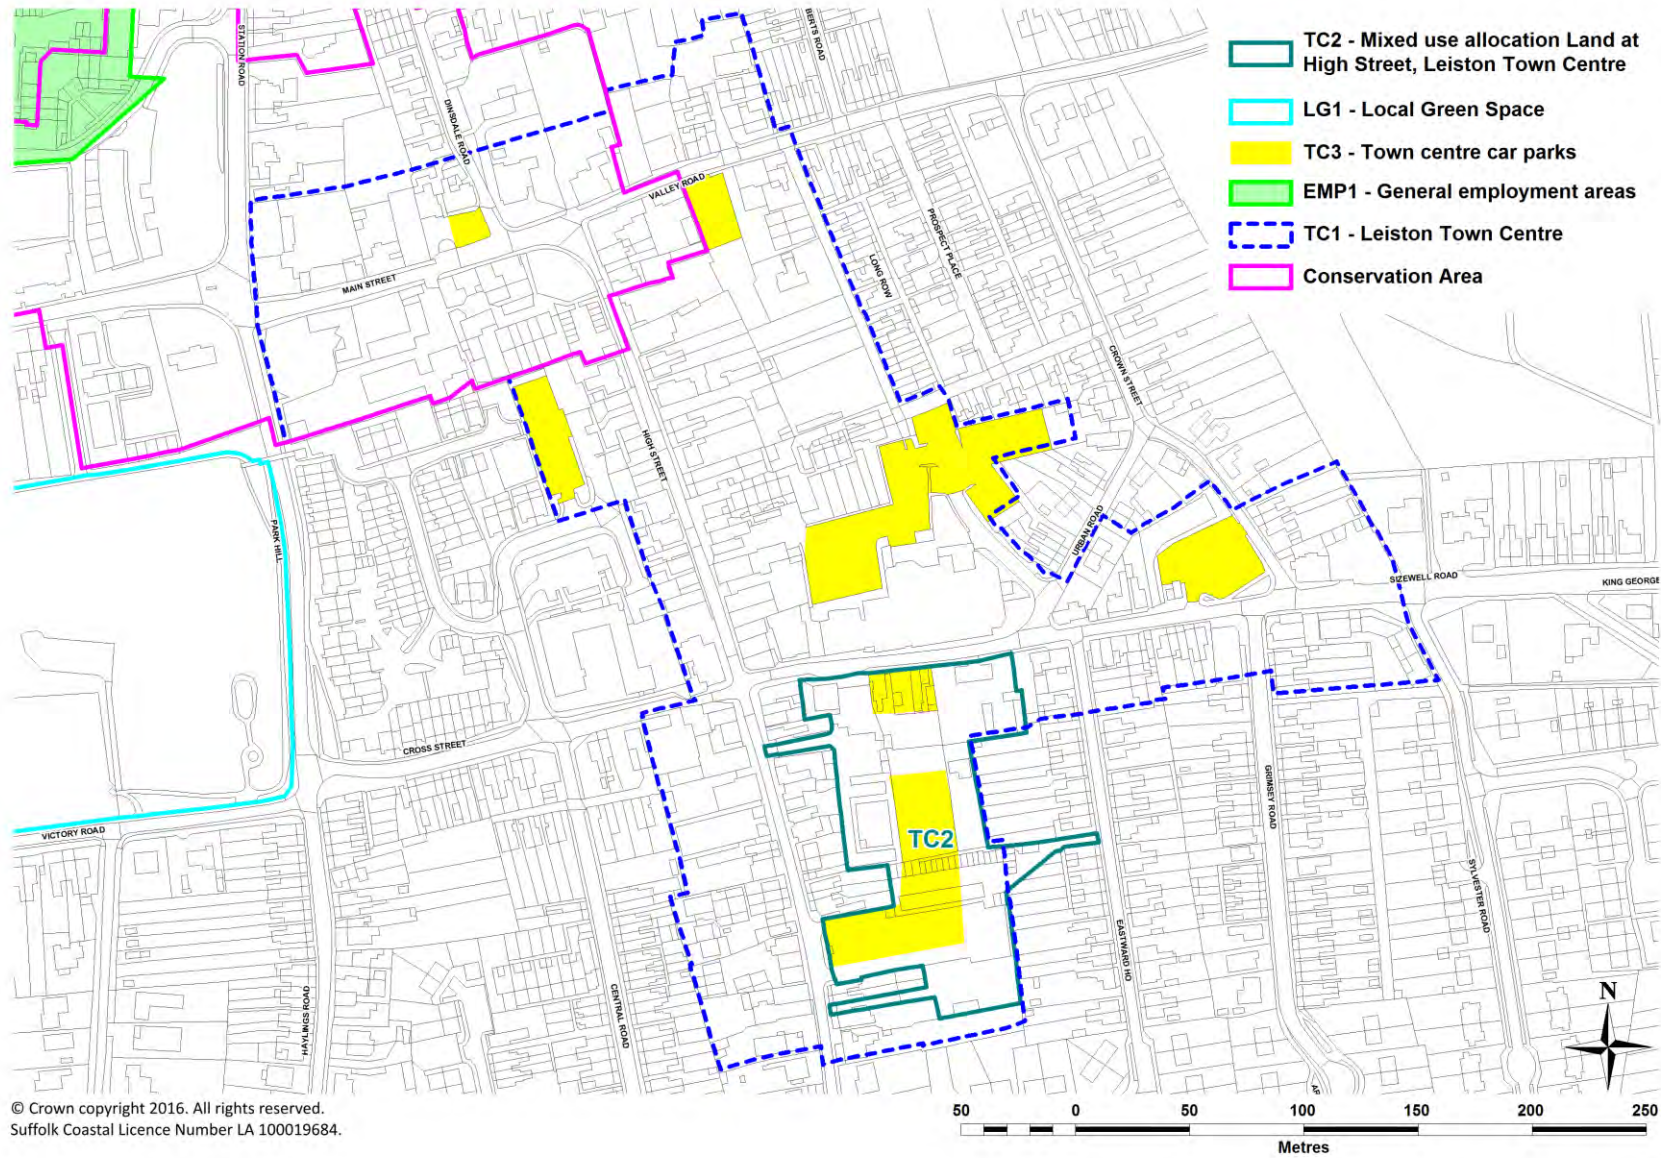 TC2 - Mixed use allocation Land at
High Street, Leiston Town Centre
LG1 - Local Green Space
TC3 - Town centre car parks
EMP1 - General employment areas
TC1 - Leiston Town Centre
Conservation Area
STATION ROAD
DINSDALE ROAD
BERTS ROAD
VALLEY ROAD
MAIN STREET
LONG ROW
PROSPECT PLACE
CROWN STREET
HIGH STREET
PARK HILL
URBAN ROAD
SIZEWELL ROAD
KING GEORGE
CROSS STREET
VICTORY ROAD
TC2
GRIMSEY ROAD
SYLVESTER ROAD
EASTWARD HO
HAYLINGS ROAD
CENTRAL ROAD
N
© Crown copyright 2016. All rights reserved.
Suffolk Coastal Licence Number LA 100019684.
50 0 50 100 150 200 250
Metres